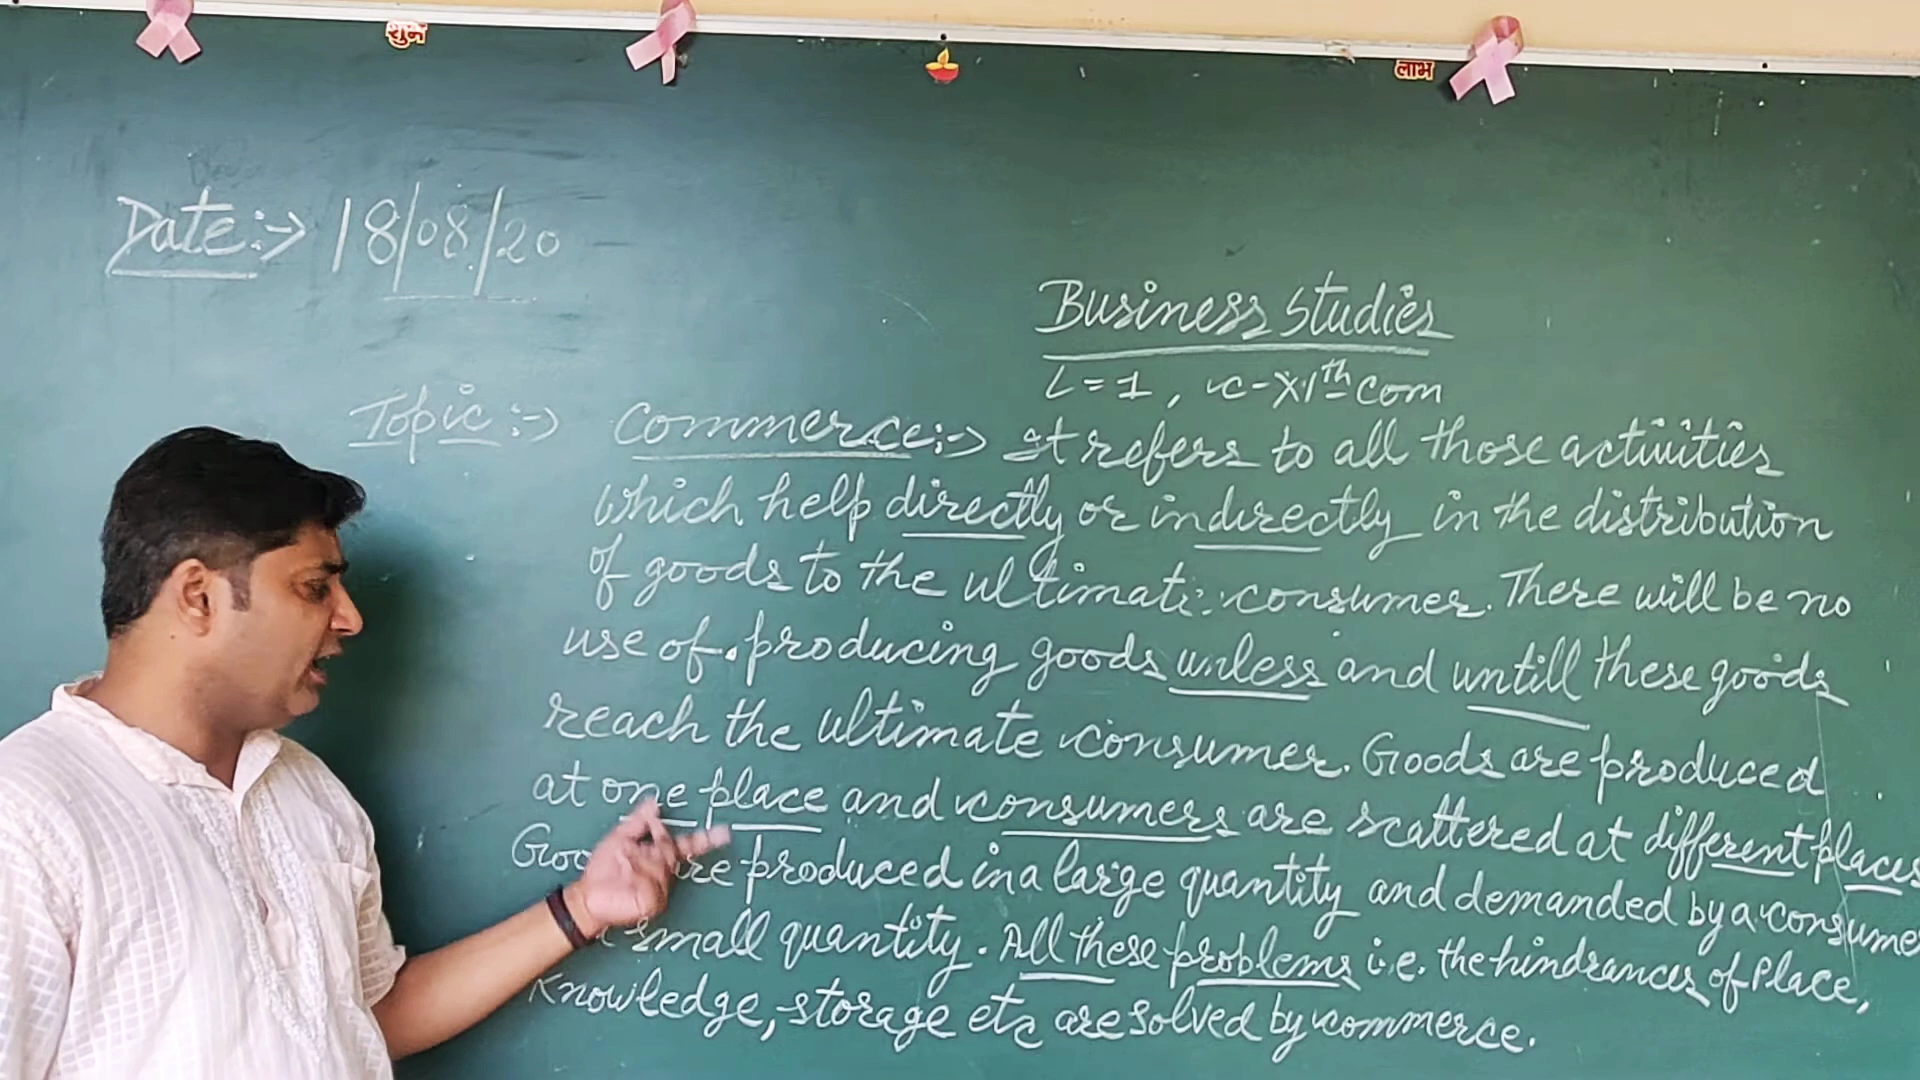 शुभ
लाभ
Date:-> 18/08/20
Business Studies
L=1, C-XIth Com
Topic:-> Commerce:-> It refers to all those activities
which help directly or indirectly in the distribution
of goods to the ultimate consumer. There will be no
use of producing goods unless and untill these goods
reach the ultimate consumer. Goods are produced
at one place and consumers are scattered at different places
produced in a large quantity and demanded by a
small quantity. All these problems i.e. the hindrances of Place,
Knowledge, storage etc are solved by commerce.